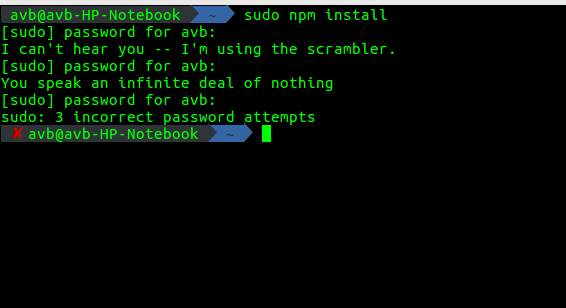 avb@avb-HP-Notebook ~ sudo npm install
[sudo] password for avb:
I can't hear you -- I'm using the scrambler.
[sudo] password for avb:
You speak an infinite deal of nothing
[sudo] password for avb:
sudo: 3 incorrect password attempts
✘ avb@avb-HP-Notebook ~